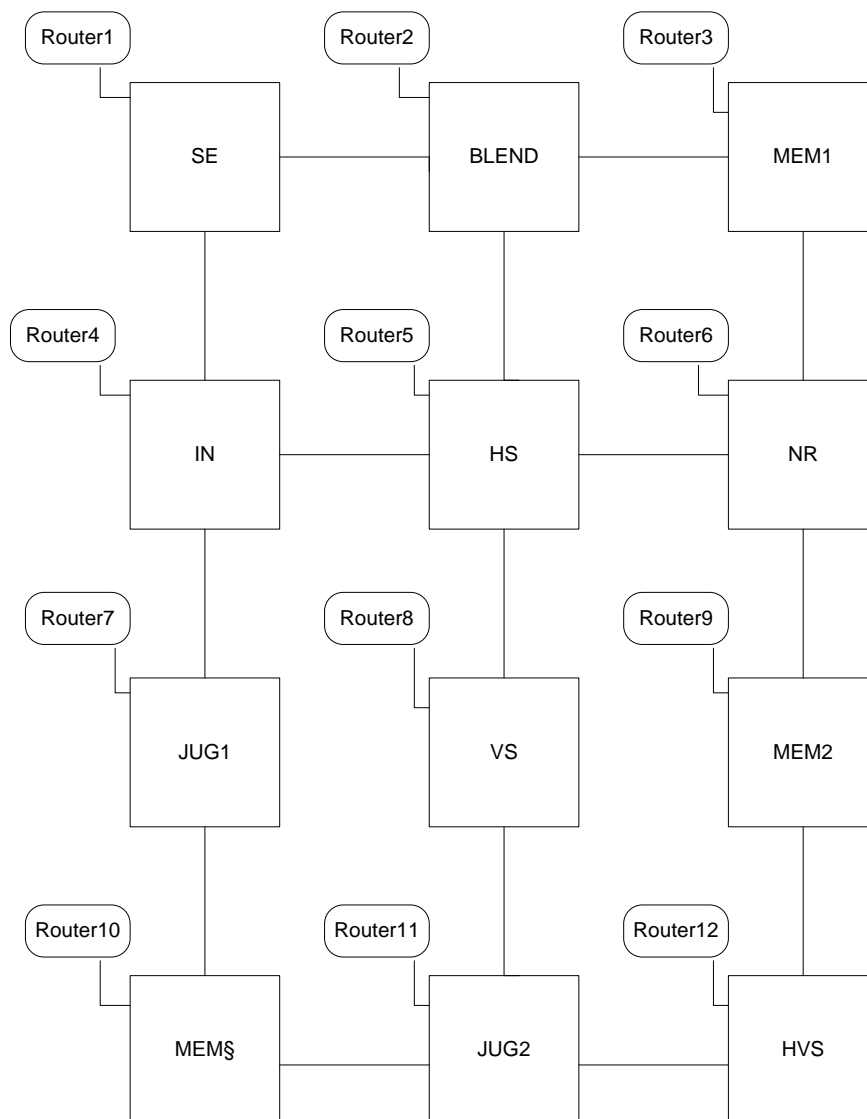 Router1
Router2
Router3
SE
BLEND
MEM1
Router4
Router5
Router6
IN
HS
NR
Router7
Router8
Router9
JUG1
VS
MEM2
Router10
Router11
Router12
MEM§
JUG2
HVS